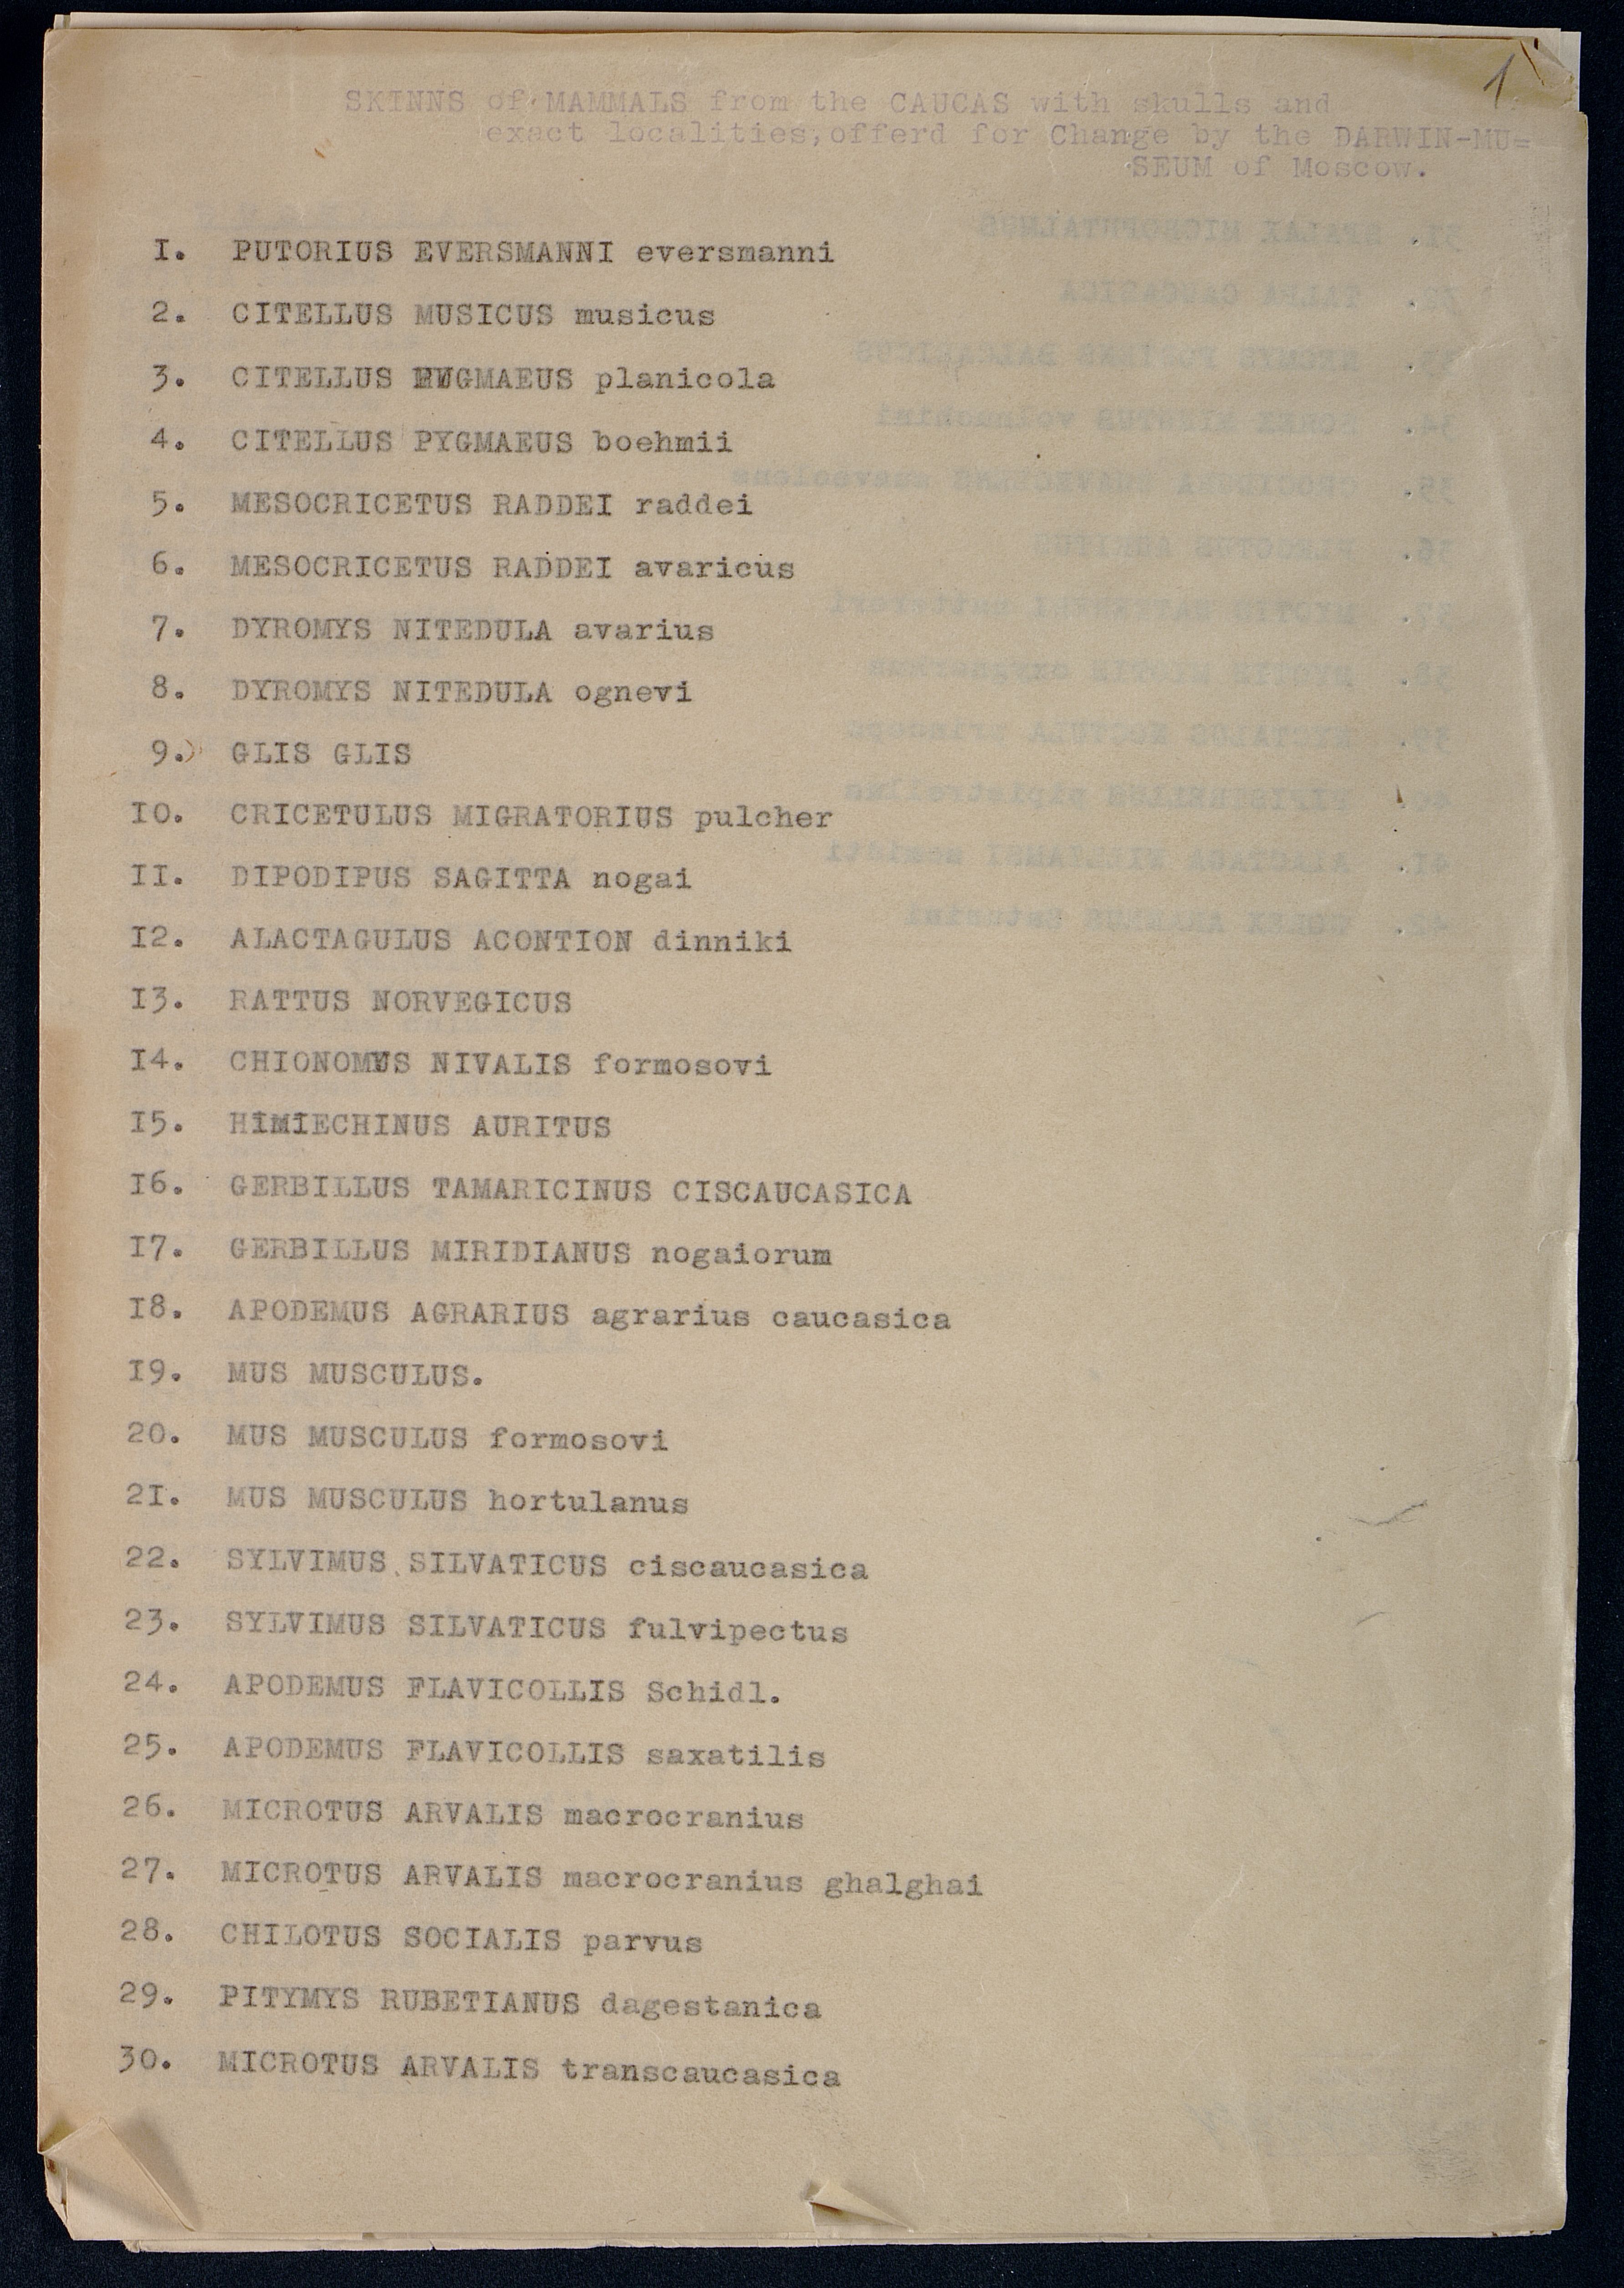 1
SKINNS of MAMMALS from the CAUCAS with skulls and
exact localities,offerd for Change by the DARWIN-MU=
SEUM of Moscow.
I. PUTORIUS EVERSMANNI eversmanni
2. CITELLUS MUSICUS musicus
3. CITELLUS PYGMAEUS planicola
4. CITELLUS PYGMAEUS boehmii
5. MESOCRICETUS RADDEI raddei
6. MESOCRICETUS RADDEI avaricus
7. DYROMYS NITEDULA avarius
8. DYROMYS NITEDULA ognevi
9. GLIS GLIS
IO. CRICETULUS MIGRATORIUS pulcher
II. DIPODIPUS SAGITTA nogai
I2. ALACTAGULUS ACONTION dinniki
I3. RATTUS NORVEGICUS
I4. CHIONOMYS NIVALIS formosovi
I5. HIMIECHINUS AURITUS
I6. GERBILLUS TAMARICINUS CISCAUCASICA
I7. GERBILLUS MIRIDIANUS nogaiorum
I8. APODEMUS AGRARIUS agrarius caucasica
I9. MUS MUSCULUS.
20. MUS MUSCULUS formosovi
2I. MUS MUSCULUS hortulanus
22. SYLVIMUS SILVATICUS ciscaucasica
23. SYLVIMUS SILVATICUS fulvipectus
24. APODEMUS FLAVICOLLIS Schidl.
25. APODEMUS FLAVICOLLIS saxatilis
26. MICROTUS ARVALIS macrocranius
27. MICROTUS ARVALIS macrocranius ghalghai
28. CHILOTUS SOCIALIS parvus
29. PITYMYS RUBETIANUS dagestanica
30. MICROTUS ARVALIS transcaucasica